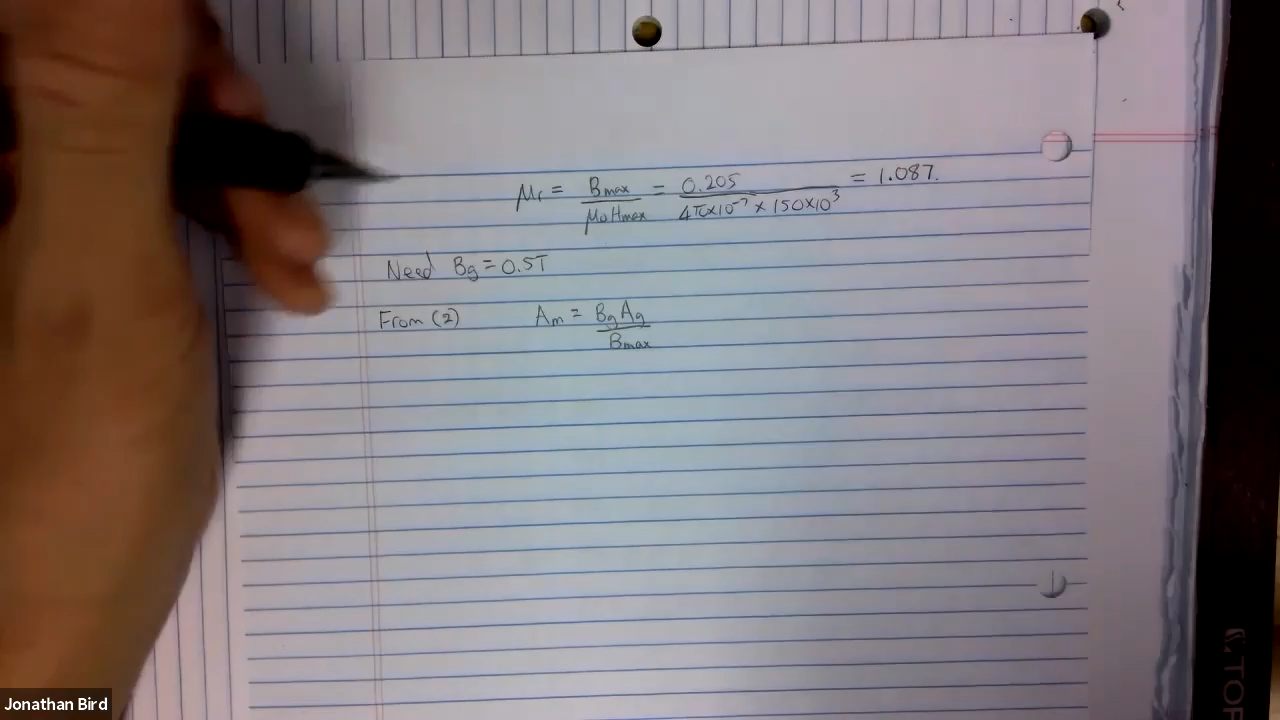 μr = Bmax / μ0Hmax = 0.205 / 4π×10⁻⁷ × 150×10³ = 1.087.
Need Bg = 0.5T
From (2) Am = BgAg / Bmax
TOP
Jonathan Bird